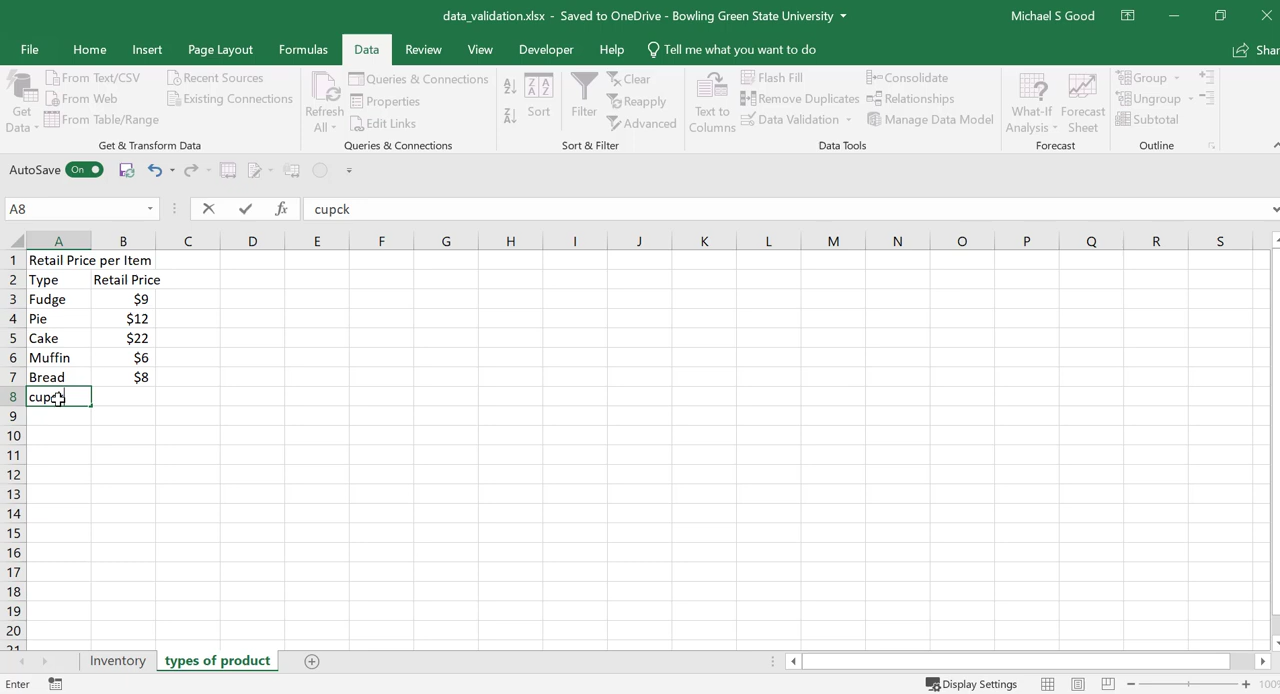 data_validation.xlsx - Saved to OneDrive - Bowling Green State University
Michael S Good
File Home Insert Page Layout Formulas Data Review View Developer Help Tell me what you want to do
Get Data
From Text/CSV
From Web
From Table/Range
Recent Sources
Existing Connections
Get & Transform Data
Refresh All
Queries & Connections
Properties
Edit Links
Queries & Connections
Sort
Filter
Clear
Reapply
Advanced
Sort & Filter
Text to Columns
Flash Fill
Remove Duplicates
Data Validation
Consolidate
Relationships
Manage Data Model
Data Tools
What-If Analysis
Forecast Sheet
Forecast
Group
Ungroup
Subtotal
Outline
AutoSave On
A8 fx cupck
A B C D E F G H I J K L M N O P Q R S
1 Retail Price per Item
2 Type Retail Price
3 Fudge $9
4 Pie $12
5 Cake $22
6 Muffin $6
7 Bread $8
8
9
10
11
12
13
14
15
16
17
18
19
20
Inventory types of product
Enter Display Settings